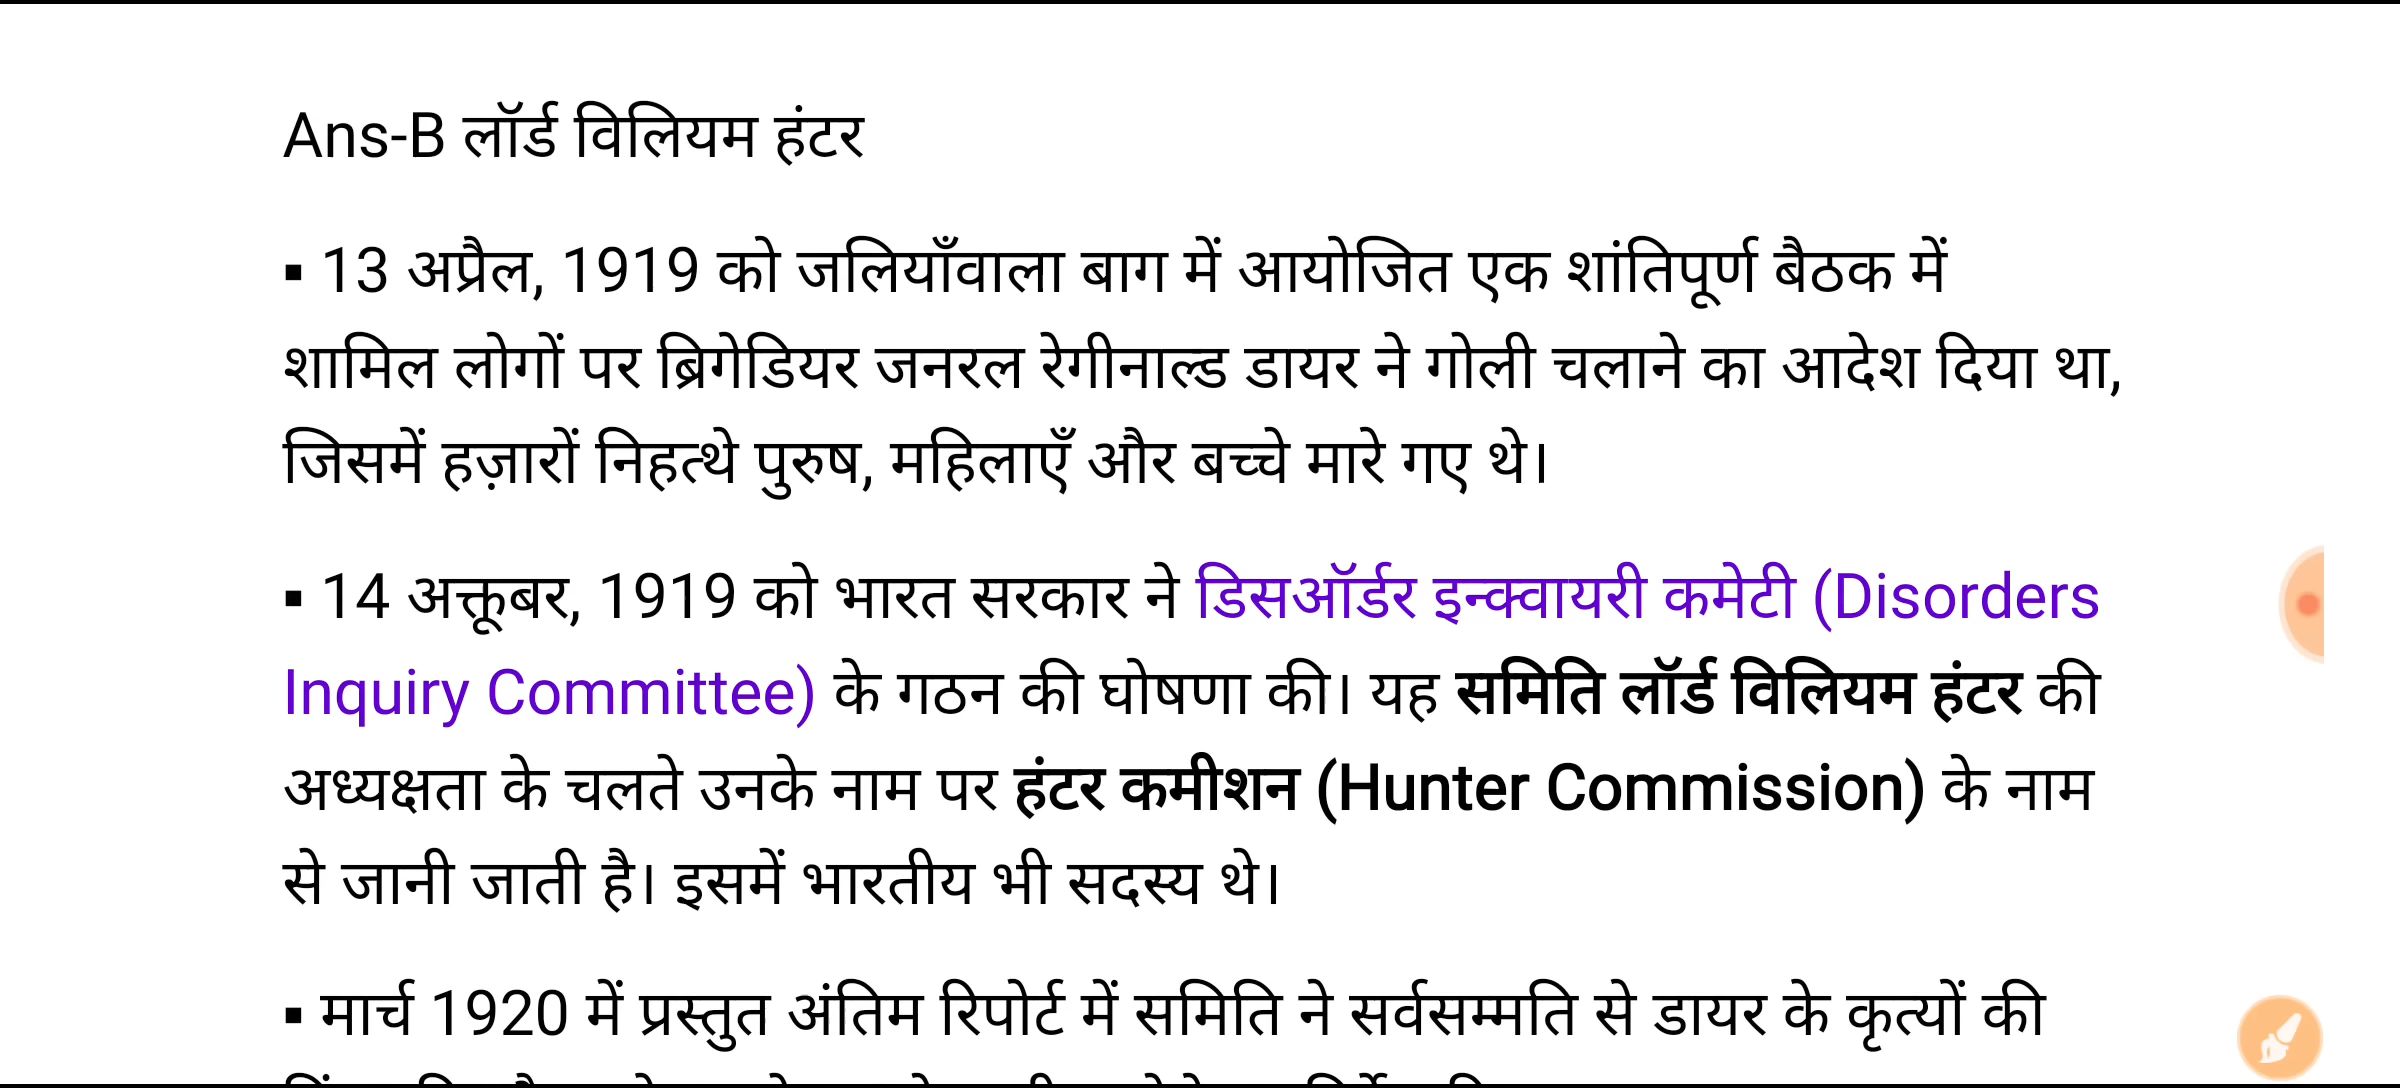 Ans-B लॉर्ड विलियम हंटर
▪ 13 अप्रैल, 1919 को जलियाँवाला बाग में आयोजित एक शांतिपूर्ण बैठक में
शामिल लोगों पर ब्रिगेडियर जनरल रेगीनाल्ड डायर ने गोली चलाने का आदेश दिया था,
जिसमें हज़ारों निहत्थे पुरुष, महिलाएँ और बच्चे मारे गए थे।
▪ 14 अक्तूबर, 1919 को भारत सरकार ने डिसऑर्डर इन्क्वायरी कमेटी (Disorders
Inquiry Committee) के गठन की घोषणा की। यह समिति लॉर्ड विलियम हंटर की
अध्यक्षता के चलते उनके नाम पर हंटर कमीशन (Hunter Commission) के नाम
से जानी जाती है। इसमें भारतीय भी सदस्य थे।
▪ मार्च 1920 में प्रस्तुत अंतिम रिपोर्ट में समिति ने सर्वसम्मति से डायर के कृत्यों की